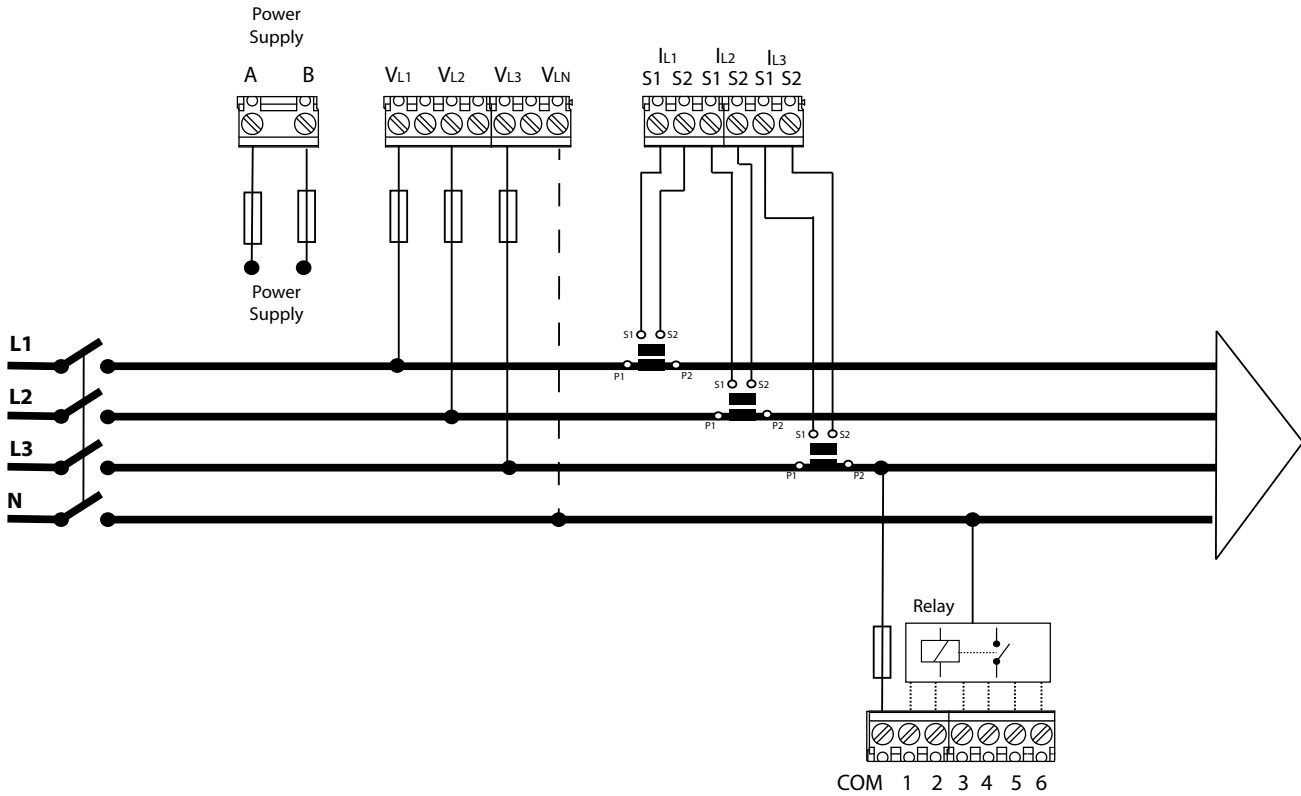 Power
Supply
A B
VL1 VL2 VL3 VLN
IL1 IL2 IL3
S1 S2 S1 S2 S1 S2
Power
Supply
L1
S1 S2
P1 P2
L2
S1 S2
P1 P2
L3
S1 S2
P1 P2
N
Relay
COM 1 2 3 4 5 6